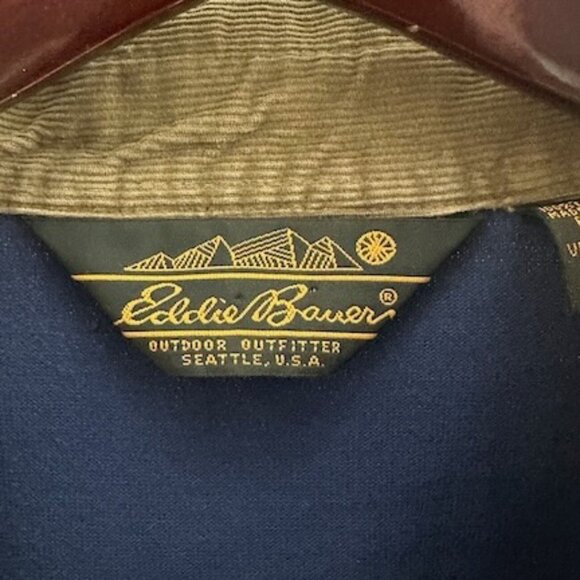 Eddie Bauer®
OUTDOOR OUTFITTER
SEATTLE, U.S.A.